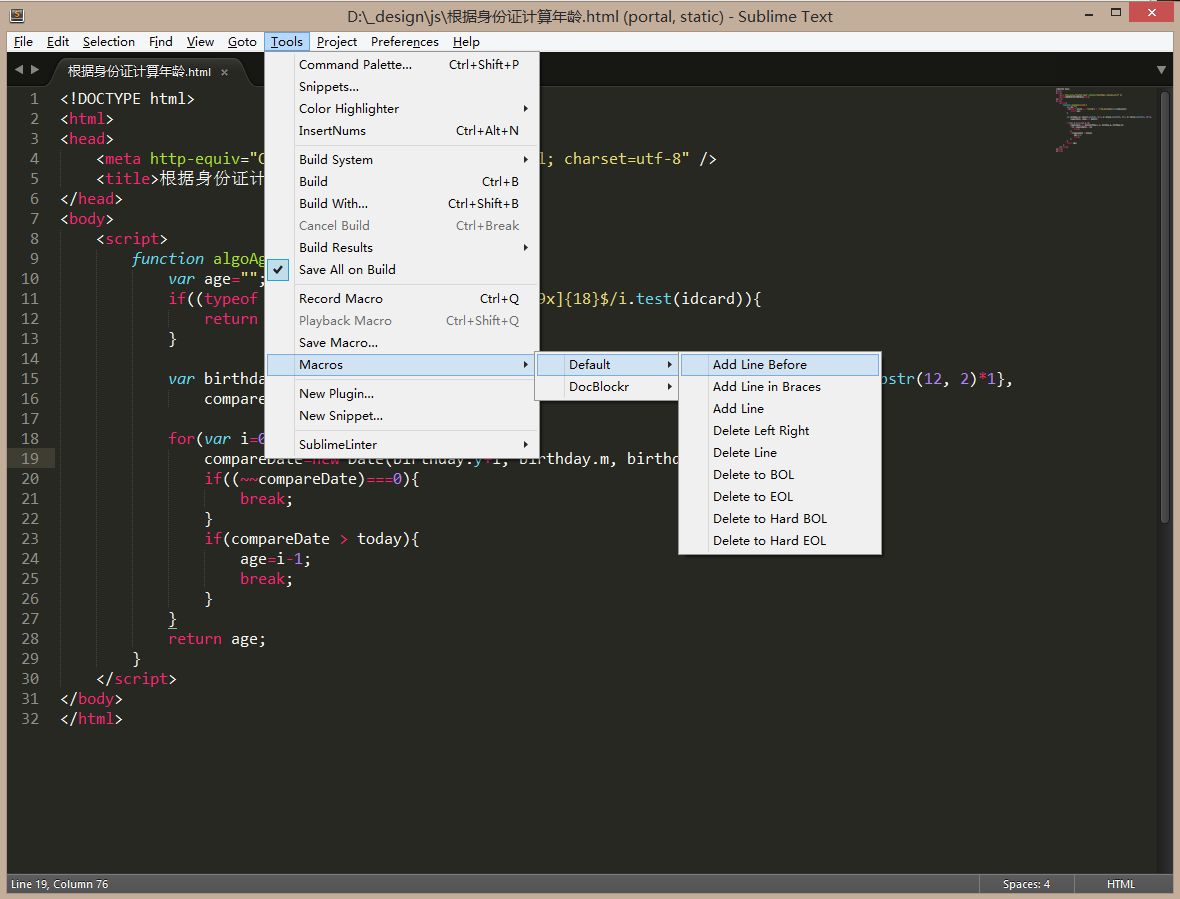 D:\_design\js\根据身份证计算年龄.html (portal, static) - Sublime Text
File Edit Selection Find View Goto Tools Project Preferences Help
根据身份证计算年龄.html ×
Command Palette... Ctrl+Shift+P
Snippets...
Color Highlighter
InsertNums Ctrl+Alt+N
Build System
Build Ctrl+B
Build With... Ctrl+Shift+B
Cancel Build Ctrl+Break
Build Results
Save All on Build
Record Macro Ctrl+Q
Playback Macro Ctrl+Shift+Q
Save Macro...
Macros
New Plugin...
New Snippet...
SublimeLinter
Default
DocBlockr
Add Line Before
Add Line in Braces
Add Line
Delete Left Right
Delete Line
Delete to BOL
Delete to EOL
Delete to Hard BOL
Delete to Hard EOL
1 <!DOCTYPE html>
2 <html>
3 <head>
4 <meta http-equiv="C l; charset=utf-8" />
5 <title>根据身份证计
6 </head>
7 <body>
8 <script>
9 function algoAg
10 var age="";
11 if((typeof 9x]{18}$/i.test(idcard)){
12 return
13 }
14
15 var birthda bstr(12, 2)*1},
16 compare
17
18 for(var i=0
19 compareDate=new Date(birthday.y+i, birthday.m, birthd
20 if((~~compareDate)===0){
21 break;
22 }
23 if(compareDate > today){
24 age=i-1;
25 break;
26 }
27 }
28 return age;
29 }
30 </script>
31 </body>
32 </html>
Line 19, Column 76 Spaces: 4 HTML